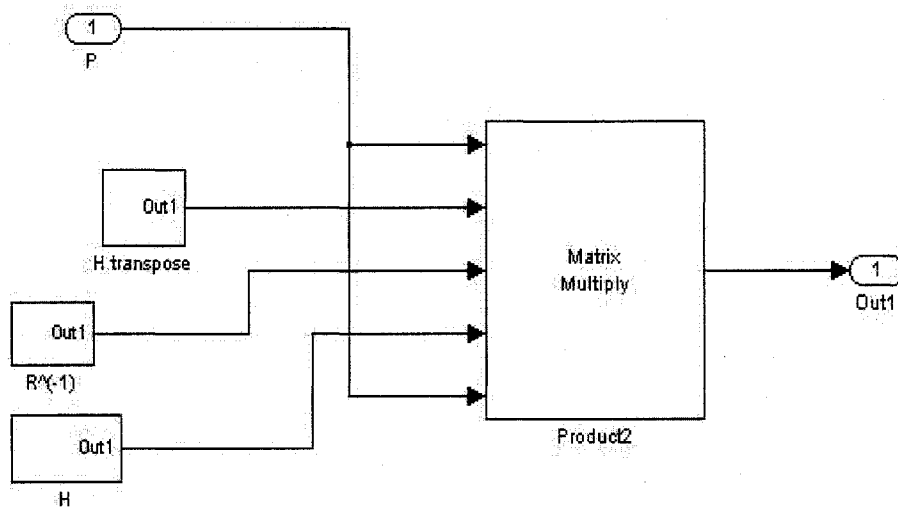 1
P
Out1
H transpose
Out1
R^(-1)
Out1
H
Matrix
Multiply
Product2
1
Out1